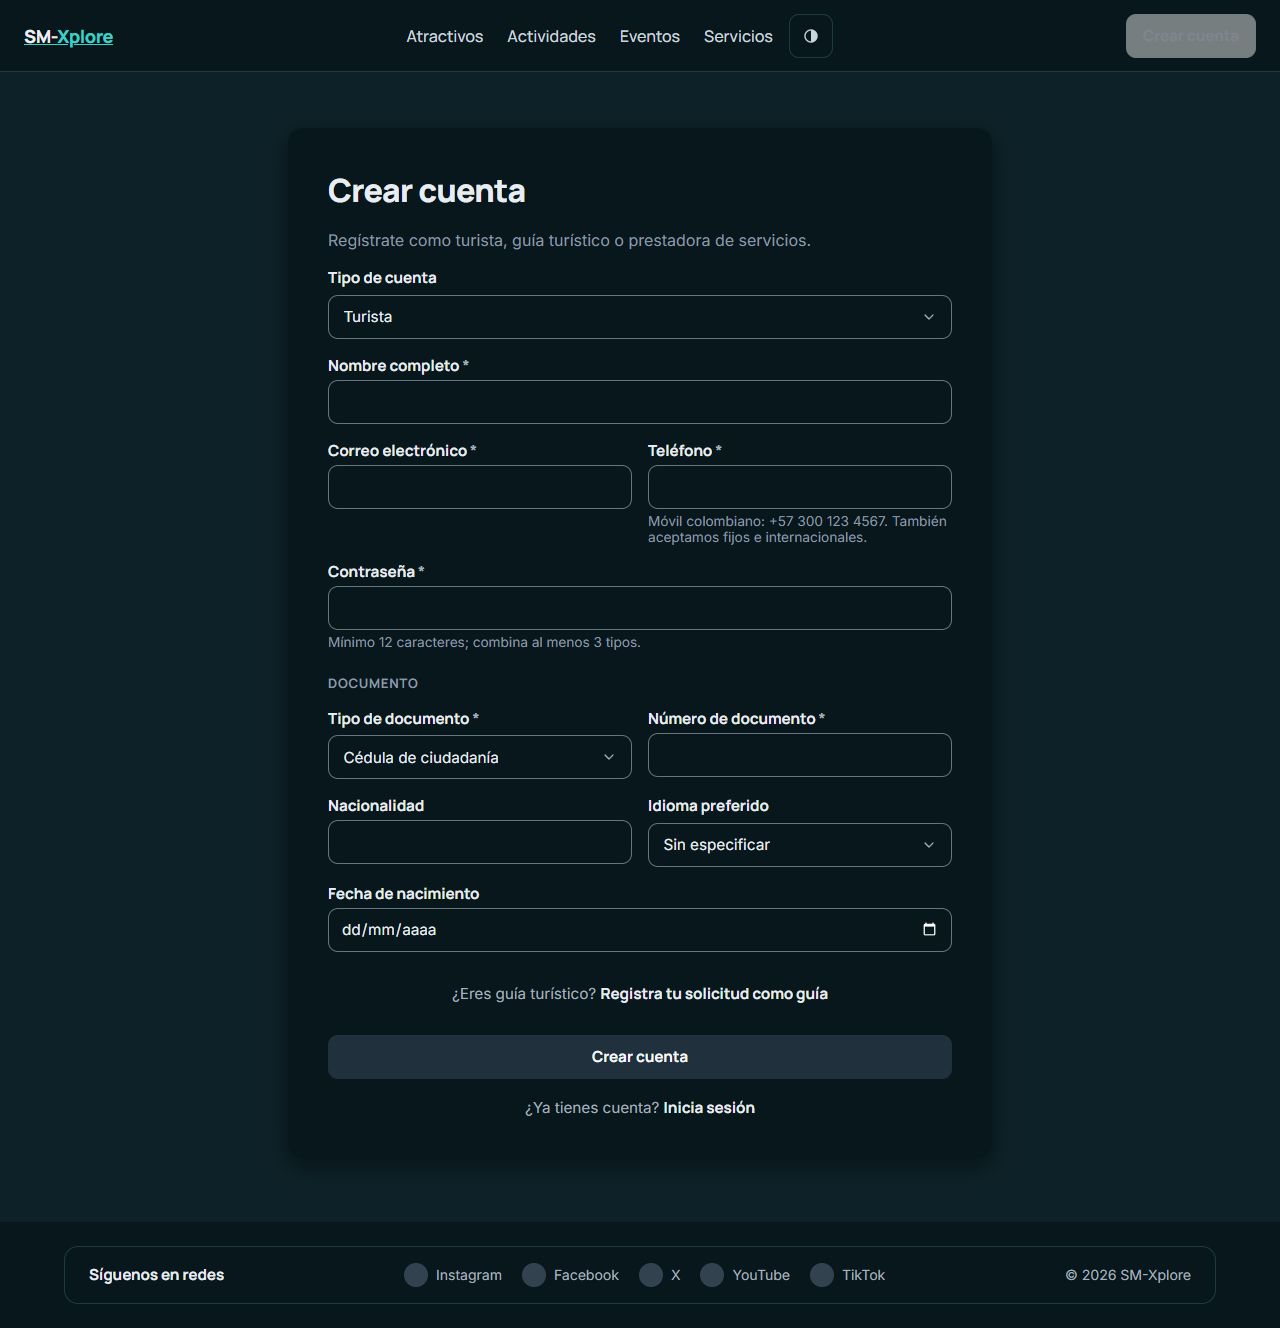 SM-Xplore
Atractivos Actividades Eventos Servicios
Crear cuenta
Crear cuenta
Regístrate como turista, guía turístico o prestadora de servicios.
Tipo de cuenta
Turista
Nombre completo *
Correo electrónico * Teléfono *
Móvil colombiano: +57 300 123 4567. También
aceptamos fijos e internacionales.
Contraseña *
Mínimo 12 caracteres; combina al menos 3 tipos.
DOCUMENTO
Tipo de documento * Número de documento *
Cédula de ciudadanía
Nacionalidad Idioma preferido
Sin especificar
Fecha de nacimiento
dd/mm/aaaa
¿Eres guía turístico? Registra tu solicitud como guía
Crear cuenta
¿Ya tienes cuenta? Inicia sesión
Síguenos en redes Instagram Facebook X YouTube TikTok © 2026 SM-Xplore